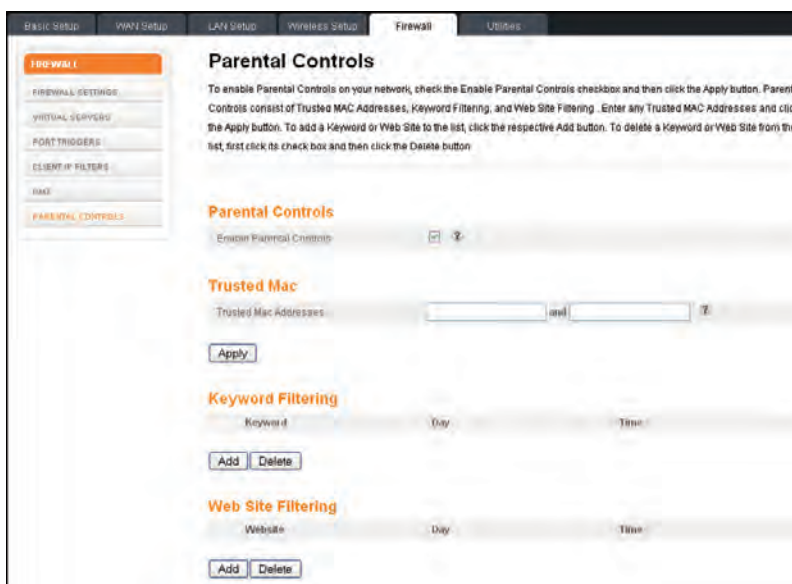 Basic Setup WAN Setup LAN Setup Wireless Setup Firewall Utilities
FIREWALL
FIREWALL SETTINGS
VIRTUAL SERVERS
PORT TRIGGERS
CLIENT IP FILTERS
DMZ
PARENTAL CONTROLS
Parental Controls
To enable Parental Controls on your network, check the Enable Parental Controls checkbox and then click the Apply button. Parent
Controls consist of Trusted MAC Addresses, Keyword Filtering, and Web Site Filtering . Enter any Trusted MAC Addresses and clic
the Apply button. To add a Keyword or Web Site to the list, click the respective Add button. To delete a Keyword or Web Site from the
list, first click its check box and then click the Delete button
Parental Controls
Enable Parental Controls ?
Trusted Mac
Trusted Mac Addresses and ?
Apply
Keyword Filtering
Keyword Day Time
Add Delete
Web Site Filtering
Website Day Time
Add Delete